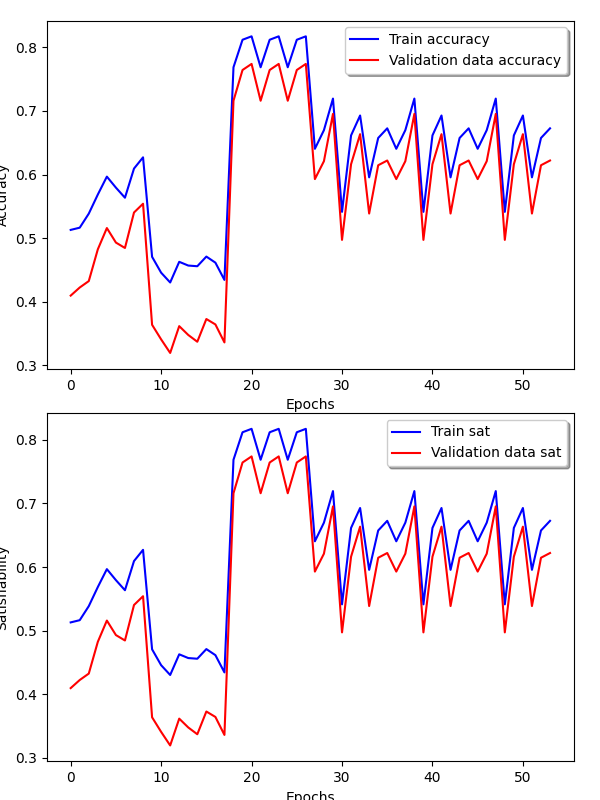 Train accuracy
Validation data accuracy
0.8
0.7
0.6
0.5
0.4
0.3
Accuracy
0 10 20 30 40 50
Epochs
Train sat
Validation data sat
0.8
0.7
0.6
0.5
0.4
0.3
Satisfiability
0 10 20 30 40 50
Epochs